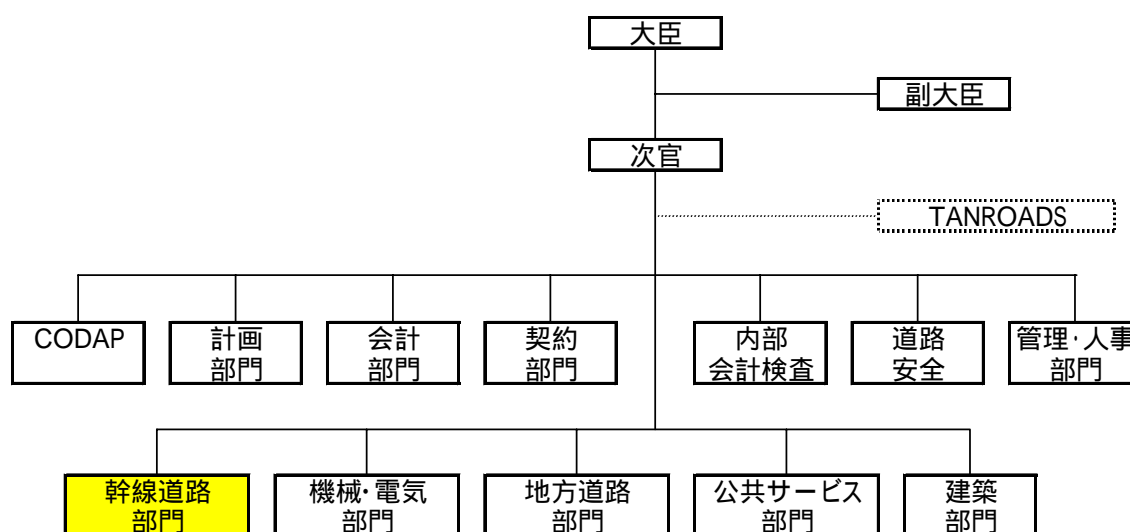 大臣
副大臣
次官
TANROADS
CODAP
計画
部門
会計
部門
契約
部門
内部
会計検査
道路
安全
管理・人事
部門
幹線道路
部門
機械・電気
部門
地方道路
部門
公共サービス
部門
建築
部門